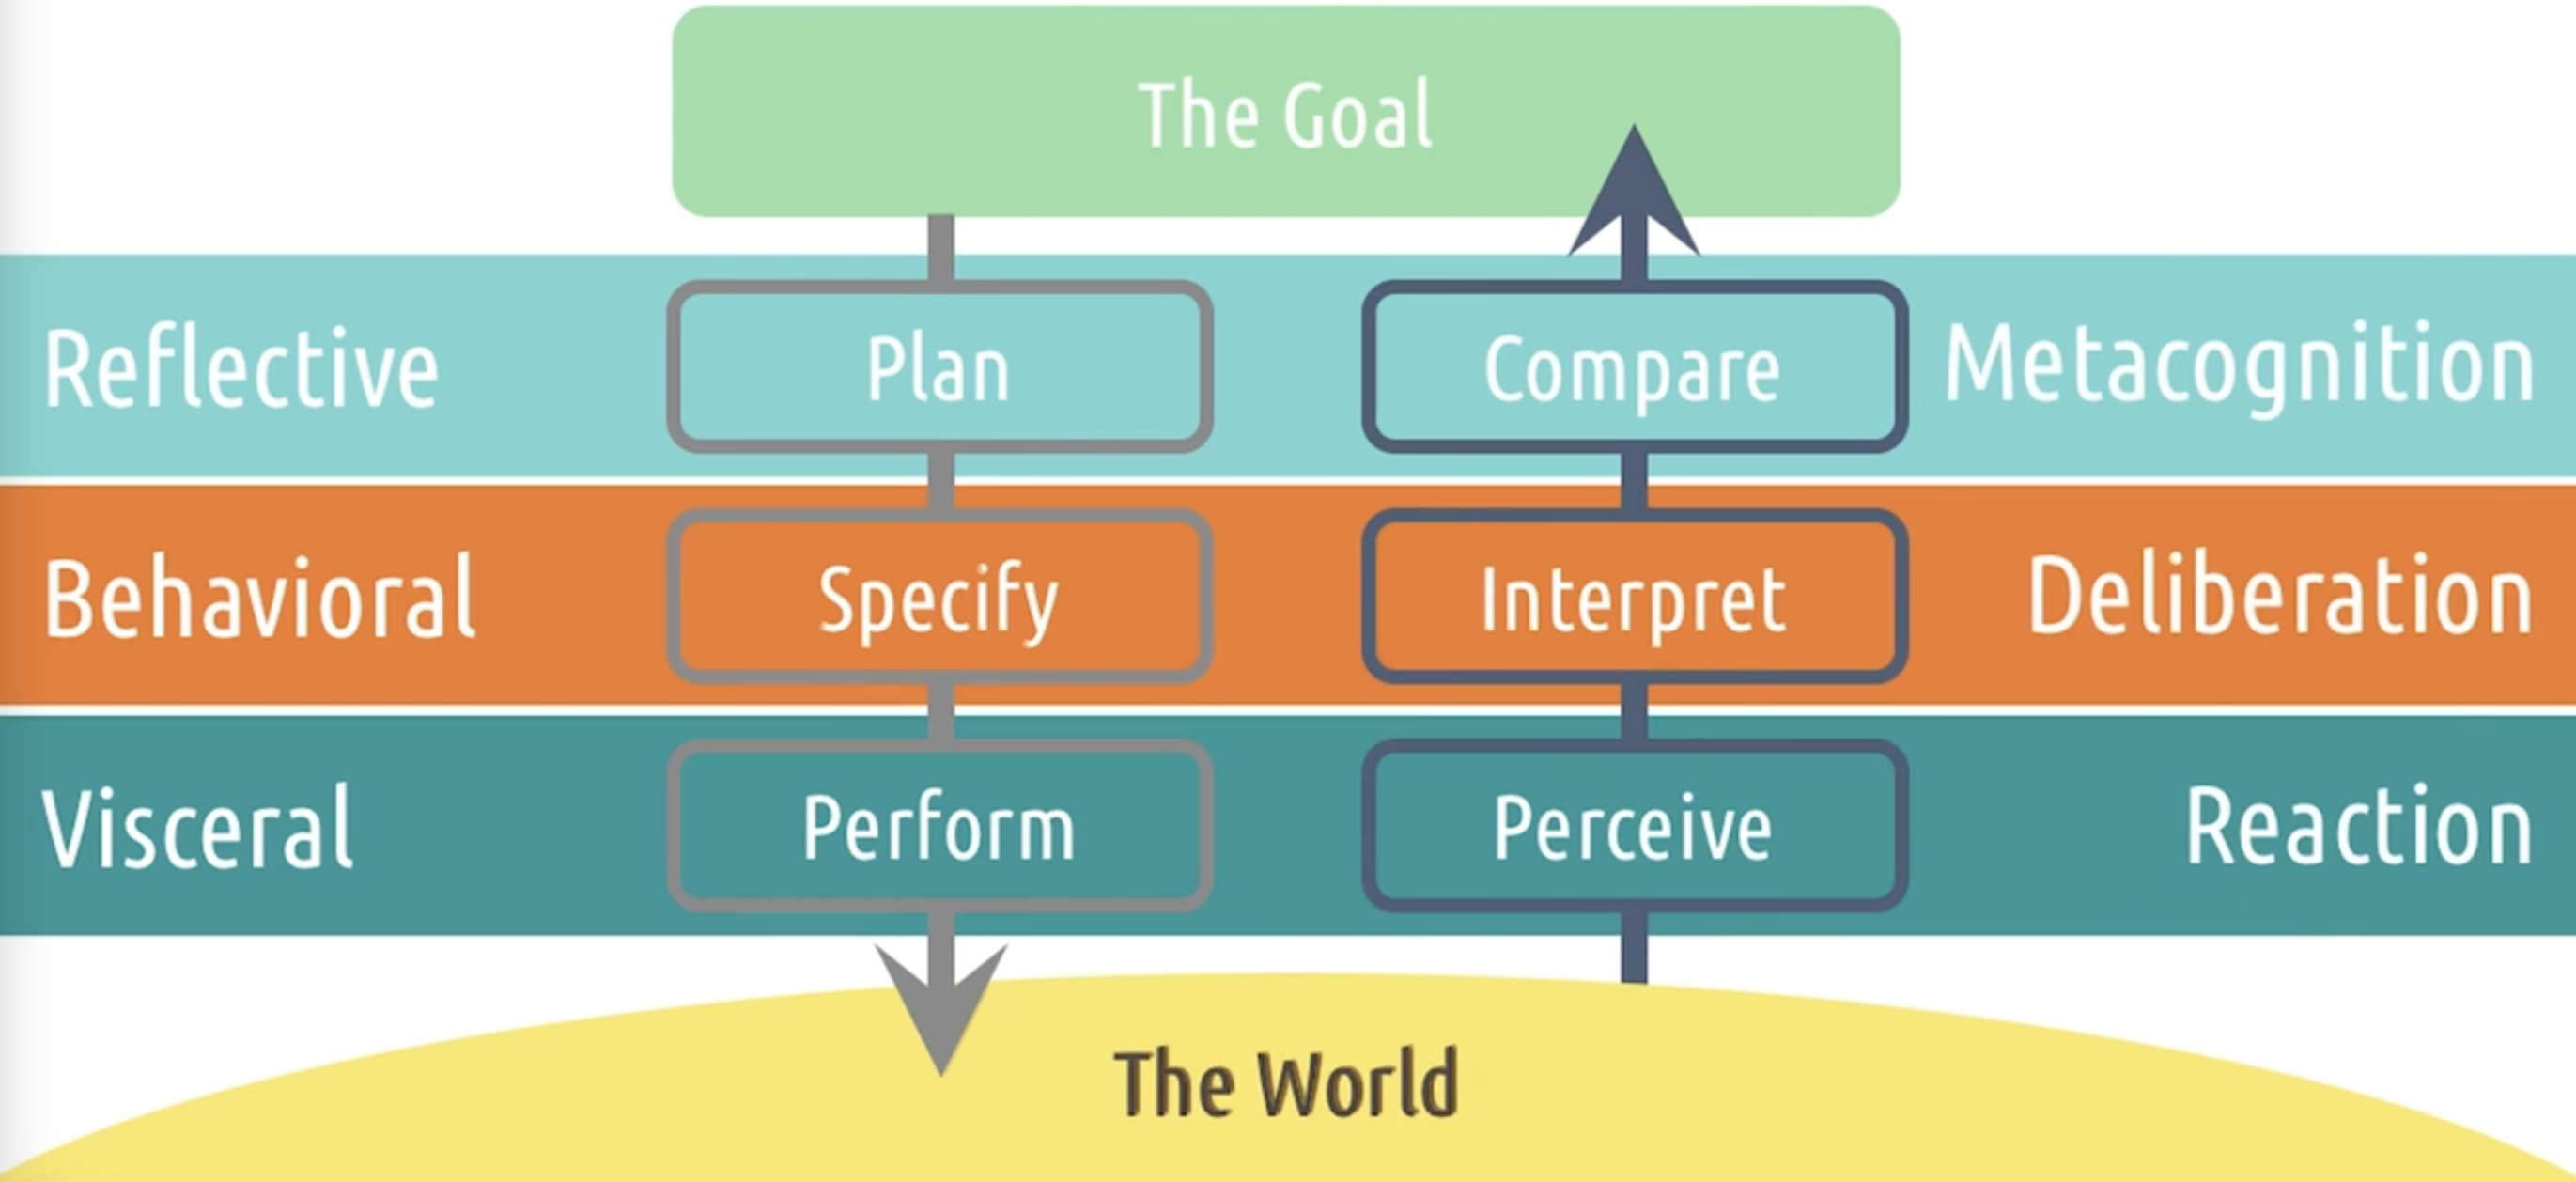 The Goal
Reflective Plan Compare Metacognition
Behavioral Specify Interpret Deliberation
Visceral Perform Perceive Reaction
The World